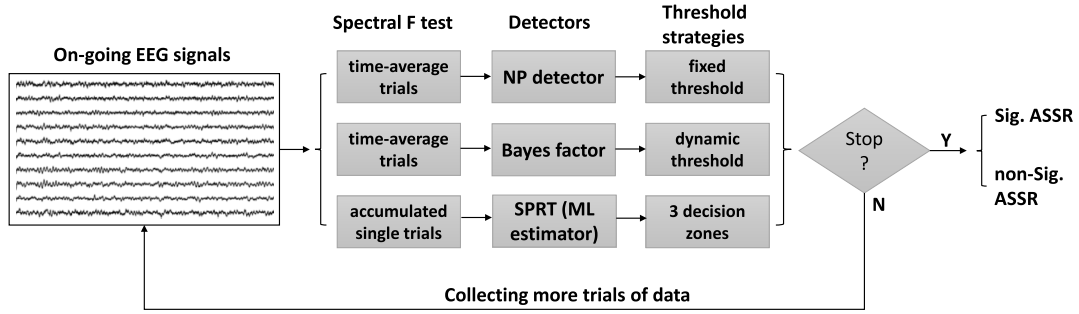 Spectral F test
Detectors
Threshold
strategies
On-going EEG signals
time-average
trials
NP detector
fixed
threshold
time-average
trials
Bayes factor
dynamic
threshold
accumulated
single trials
SPRT (ML
estimator)
3 decision
zones
Stop
?
Y
N
Sig. ASSR
non-Sig.
ASSR
Collecting more trials of data